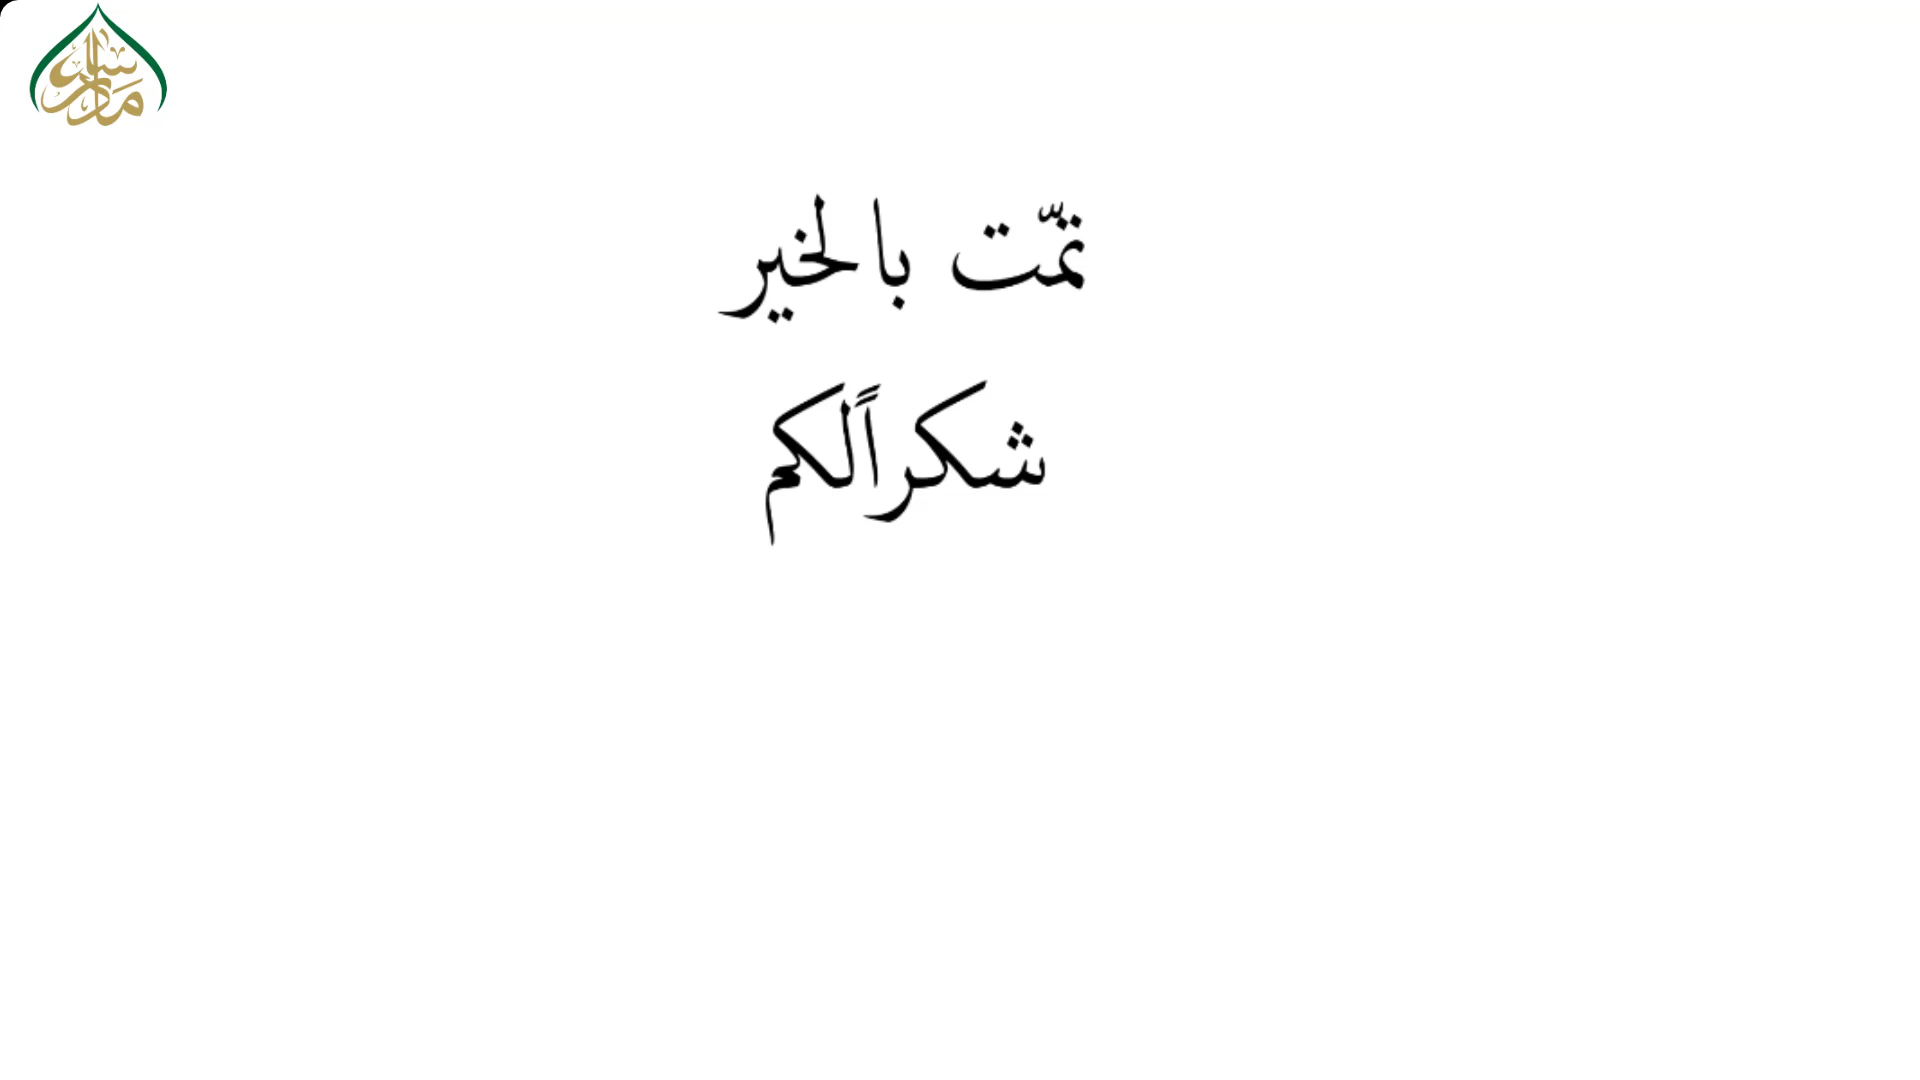 تمّت بالخير
شكراً لكم